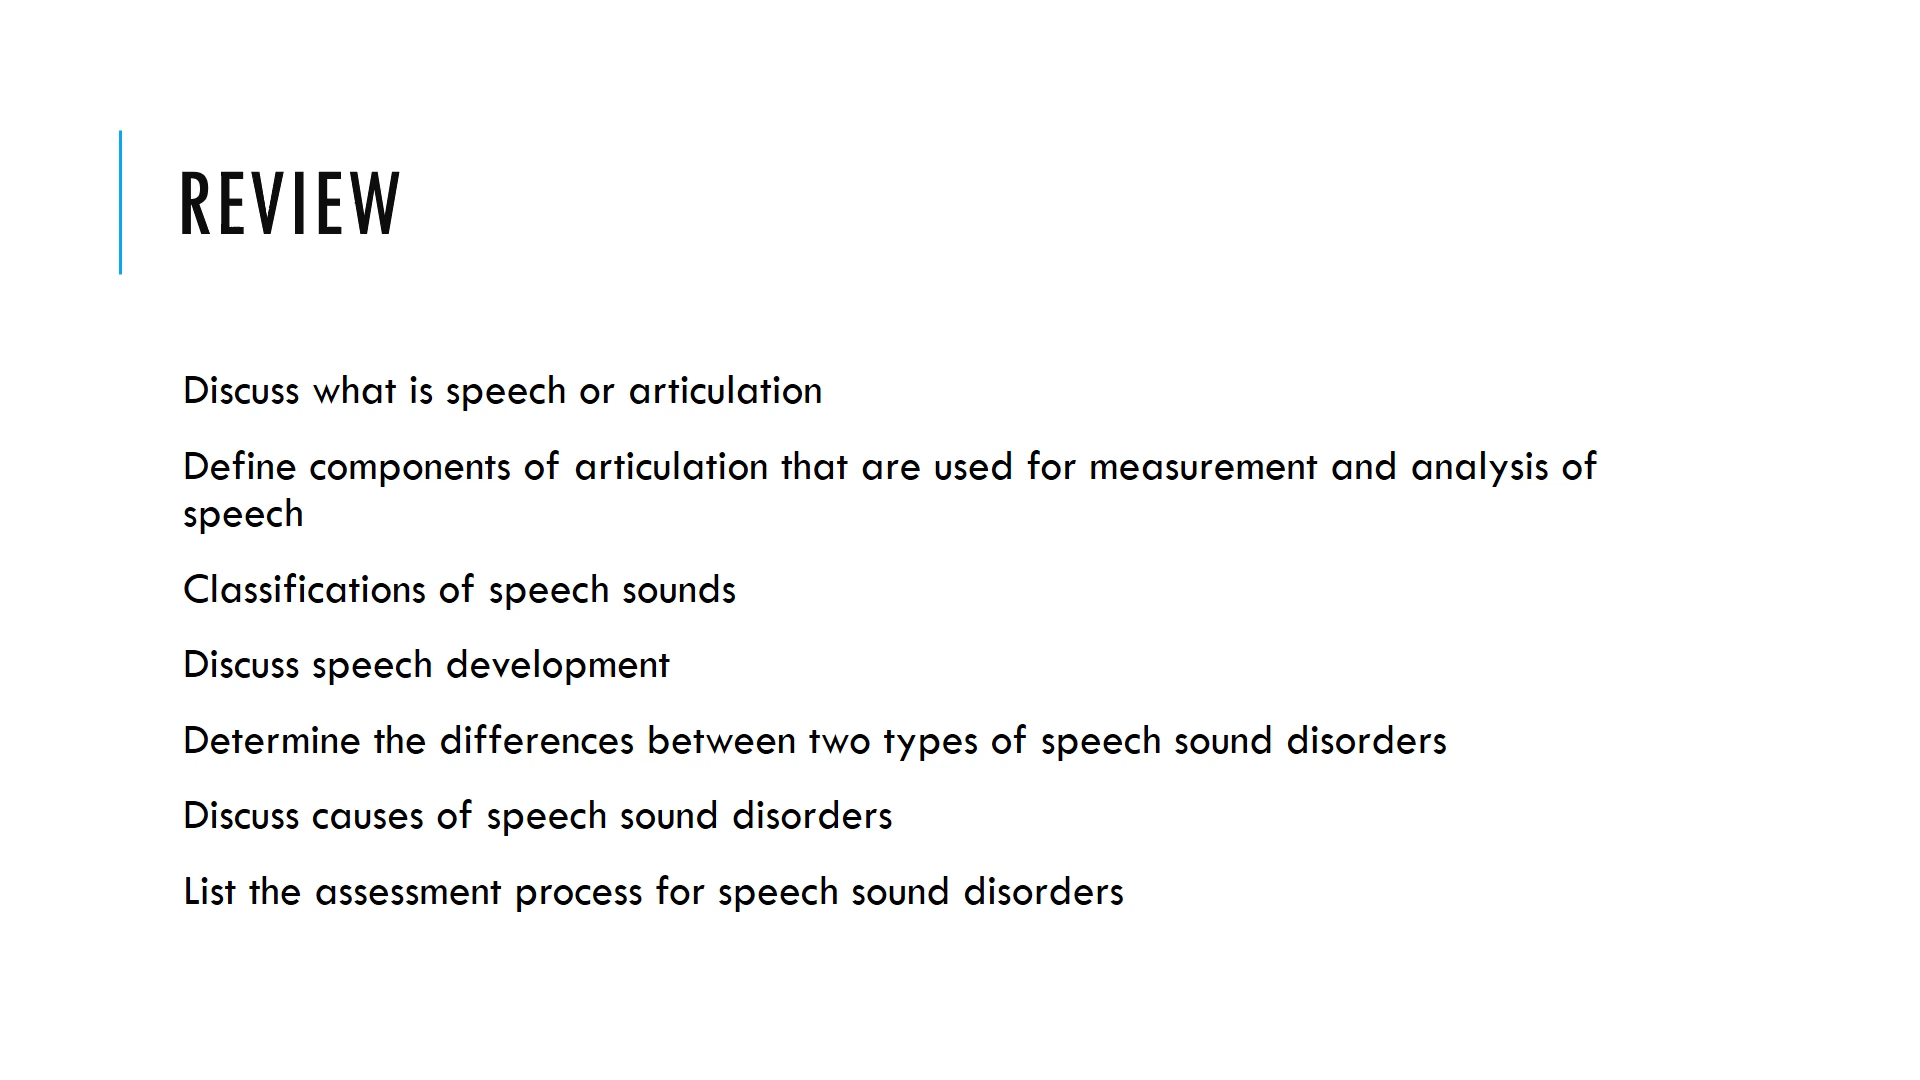 REVIEW
Discuss what is speech or articulation
Define components of articulation that are used for measurement and analysis of
speech
Classifications of speech sounds
Discuss speech development
Determine the differences between two types of speech sound disorders
Discuss causes of speech sound disorders
List the assessment process for speech sound disorders